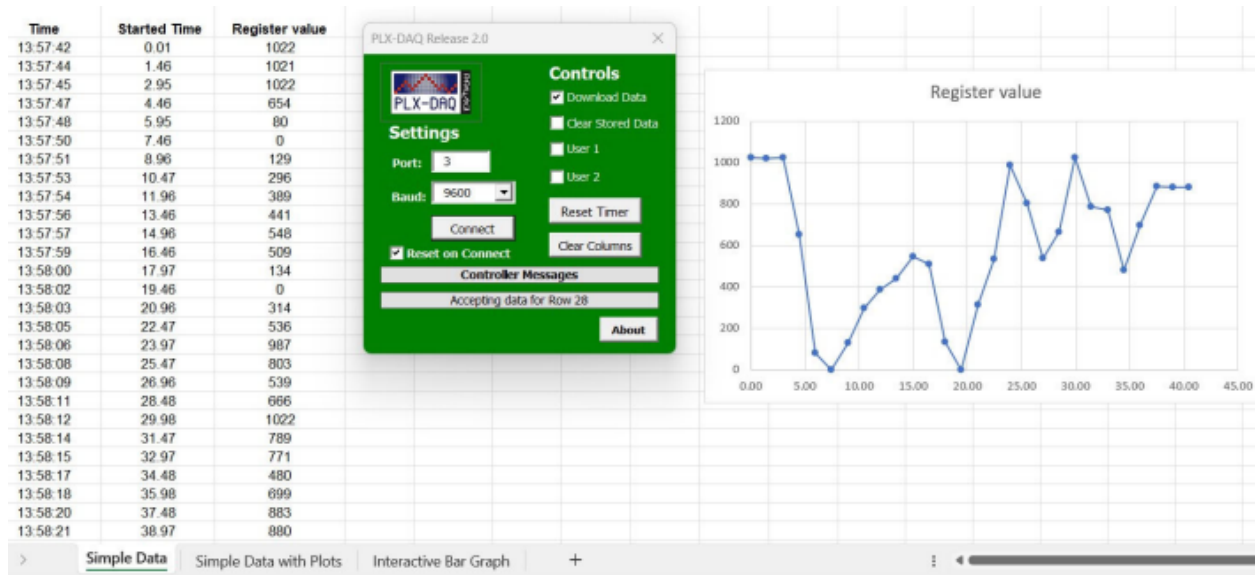 Time Started Time Register value
13:57:42 0.01 1022
13:57:44 1.46 1021
13:57:45 2.95 1022
13:57:47 4.46 654
13:57:48 5.95 80
13:57:50 7.46 0
13:57:51 8.96 129
13:57:53 10.47 296
13:57:54 11.96 389
13:57:56 13.46 441
13:57:57 14.96 548
13:57:59 16.46 509
13:58:00 17.97 134
13:58:02 19.46 0
13:58:03 20.96 314
13:58:05 22.47 536
13:58:06 23.97 987
13:58:08 25.47 803
13:58:09 26.96 539
13:58:11 28.48 666
13:58:12 29.98 1022
13:58:14 31.47 789
13:58:15 32.97 771
13:58:17 34.48 480
13:58:18 35.98 699
13:58:20 37.48 883
13:58:21 38.97 880
PLX-DAQ Release 2.0
PLX-DAQ
Settings
Port: 3
Baud: 9600
Connect
Reset on Connect
Controls
Download Data
Clear Stored Data
User 1
User 2
Reset Timer
Clear Columns
Controller Messages
Accepting data for Row 28
About
Register value
1200
1000
800
600
400
200
0
0.00 5.00 10.00 15.00 20.00 25.00 30.00 35.00 40.00 45.00
Simple Data Simple Data with Plots Interactive Bar Graph +